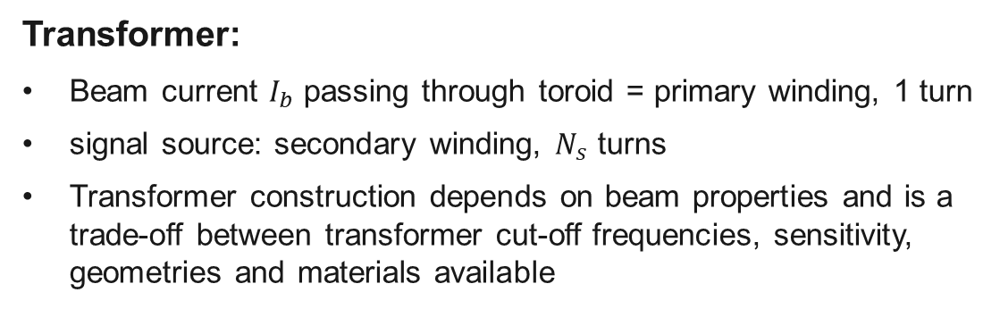 Transformer:
• Beam current I_b passing through toroid = primary winding, 1 turn
• signal source: secondary winding, N_s turns
• Transformer construction depends on beam properties and is a
trade-off between transformer cut-off frequencies, sensitivity,
geometries and materials available